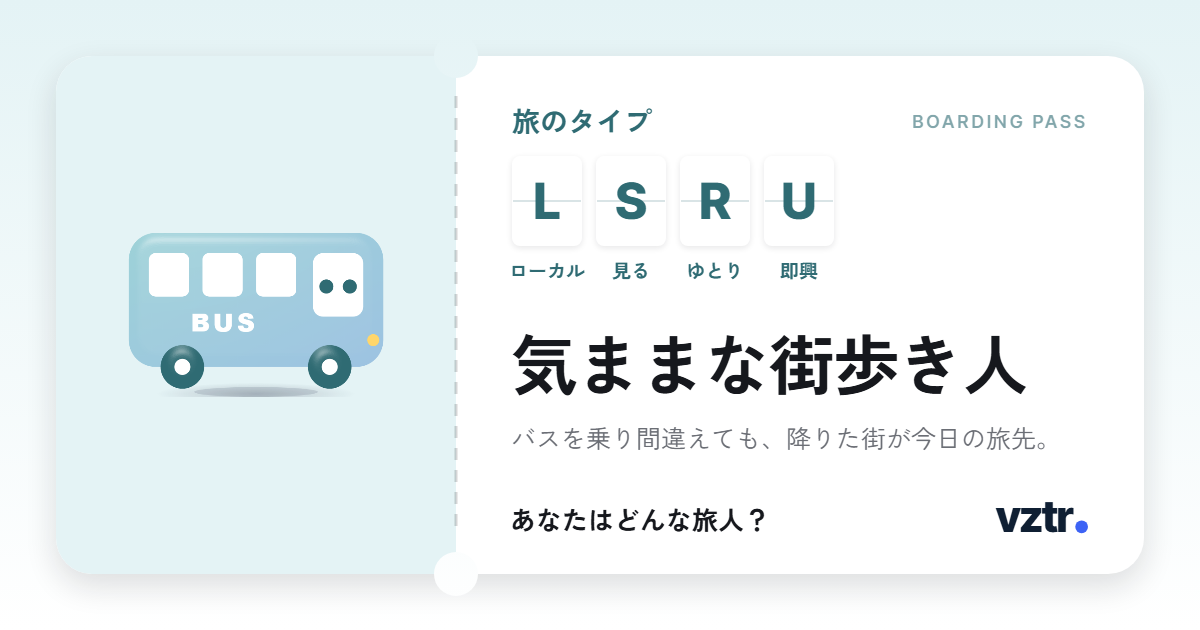 BUS
旅のタイプ
BOARDING PASS
L S R U
ローカル 見る ゆとり 即興
気ままな街歩き人
バスを乗り間違えても、降りた街が今日の旅先。
あなたはどんな旅人？
vztr.